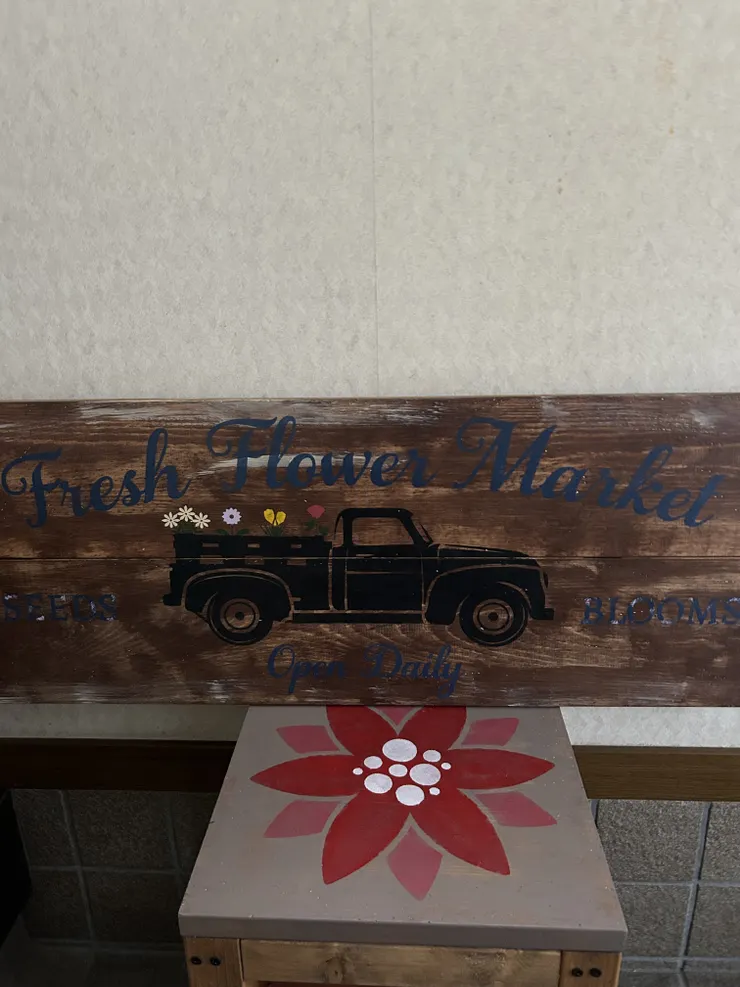 Fresh Flower Market
SEEDS
BLOOMS
Open Daily